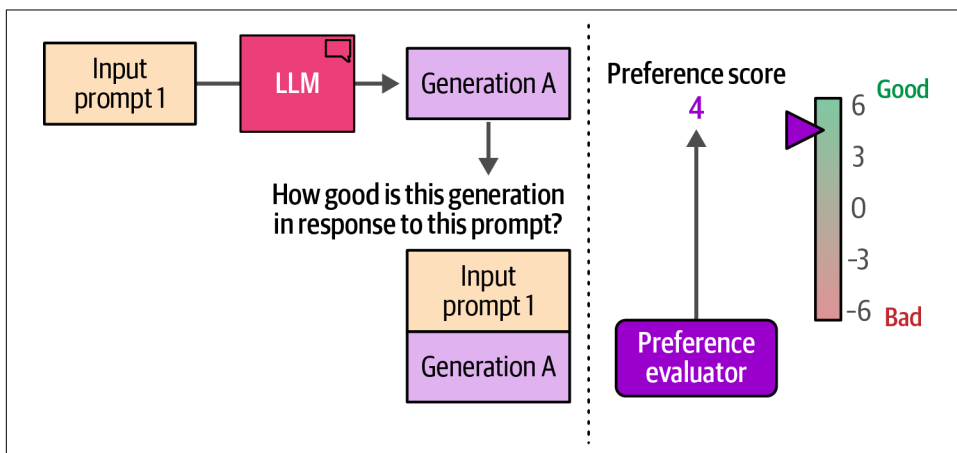 Input
prompt 1
LLM
Generation A
How good is this generation
in response to this prompt?
Input
prompt 1
Generation A
Preference score
4
Good
6
3
0
–3
–6
Bad
Preference
evaluator